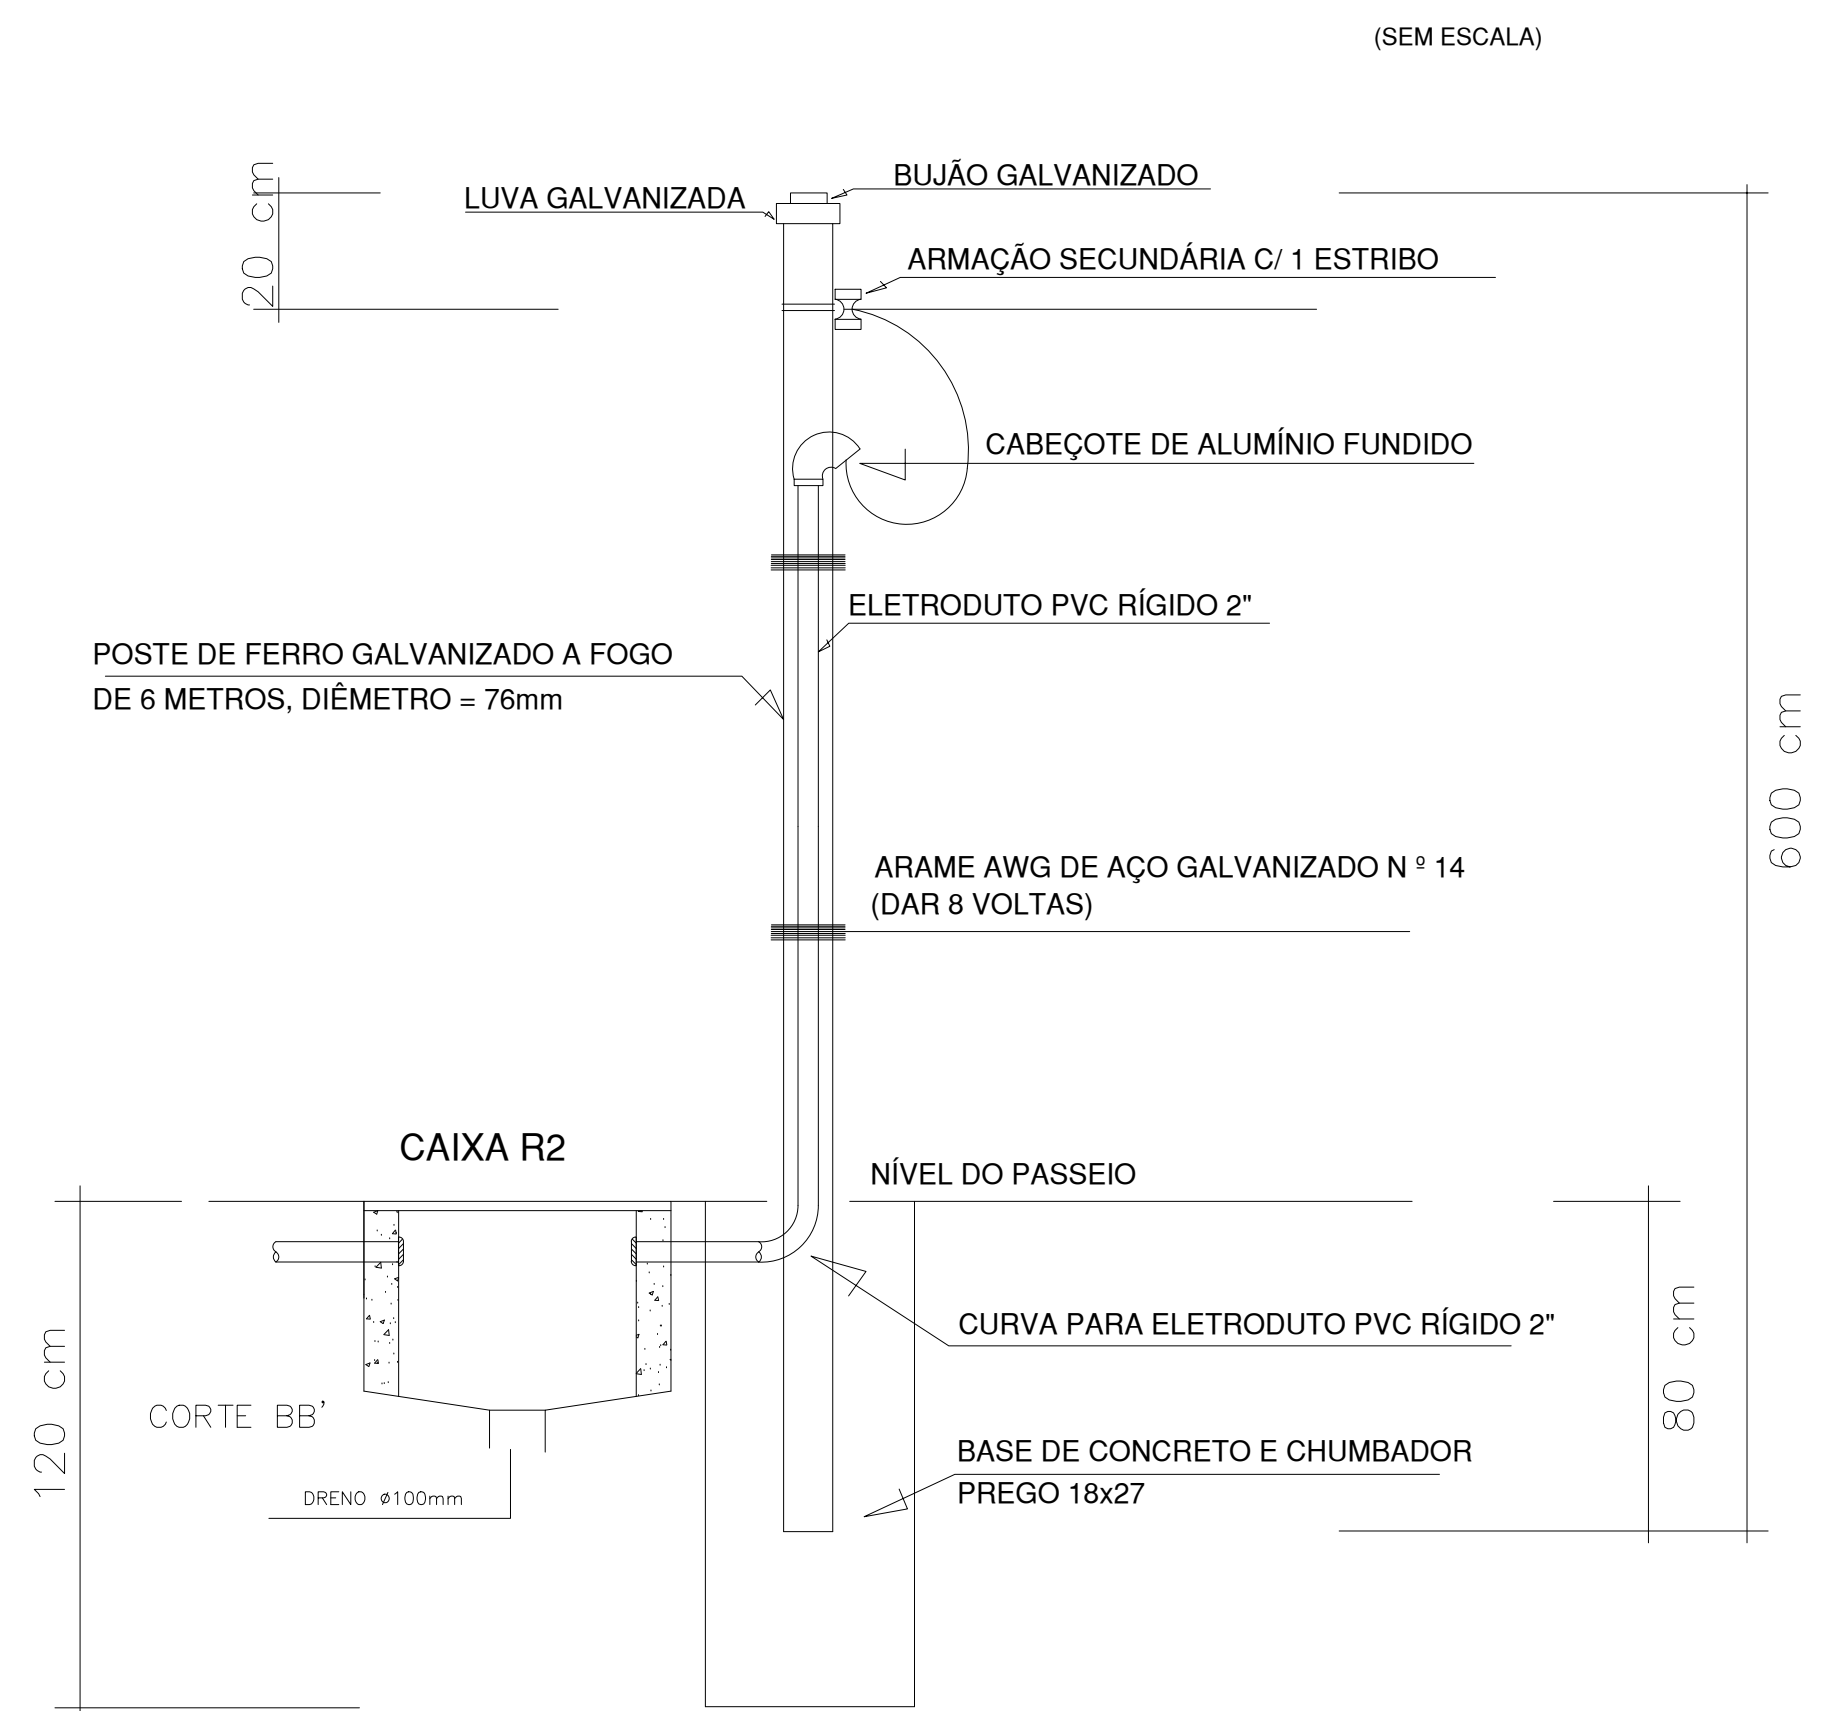 (SEM ESCALA)
BUJÃO GALVANIZADO
LUVA GALVANIZADA
20 cm
ARMAÇÃO SECUNDÁRIA C/ 1 ESTRIBO
CABEÇOTE DE ALUMÍNIO FUNDIDO
ELETRODUTO PVC RÍGIDO 2"
POSTE DE FERRO GALVANIZADO A FOGO
DE 6 METROS, DIÊMETRO = 76mm
600 cm
ARAME AWG DE AÇO GALVANIZADO N º 14
(DAR 8 VOLTAS)
CAIXA R2
NÍVEL DO PASSEIO
CURVA PARA ELETRODUTO PVC RÍGIDO 2"
80 cm
120 cm
CORTE BB'
BASE DE CONCRETO E CHUMBADOR
PREGO 18x27
DRENO ø100mm